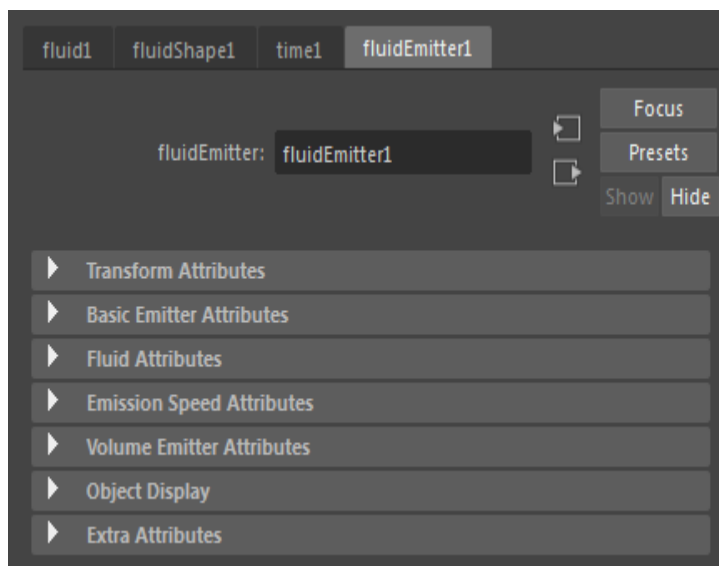 fluid1 fluidShape1 time1 fluidEmitter1
Focus
fluidEmitter: fluidEmitter1
Presets
Show Hide
Transform Attributes
Basic Emitter Attributes
Fluid Attributes
Emission Speed Attributes
Volume Emitter Attributes
Object Display
Extra Attributes